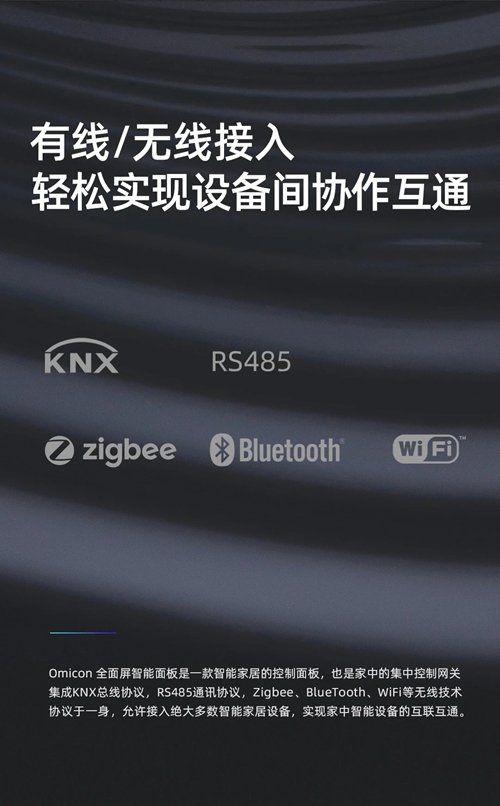 有线/无线接入
轻松实现设备间协作互通
KNX
RS485
zigbee
Bluetooth®
WiFi™
Omicon 全面屏智能面板是一款智能家居的控制面板，也是家中的集中控制网关
集成KNX总线协议，RS485通讯协议，Zigbee、BlueTooth、WiFi等无线技术
协议于一身，允许接入绝大多数智能家居设备，实现家中智能设备的互联互通。